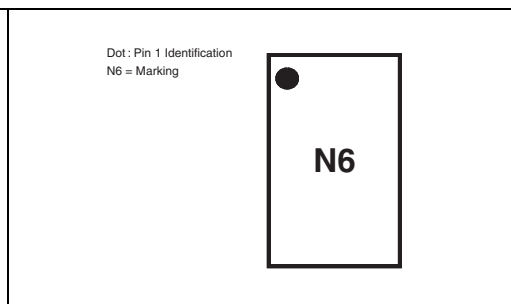 Dot : Pin 1 Identification
N6 = Marking
N6